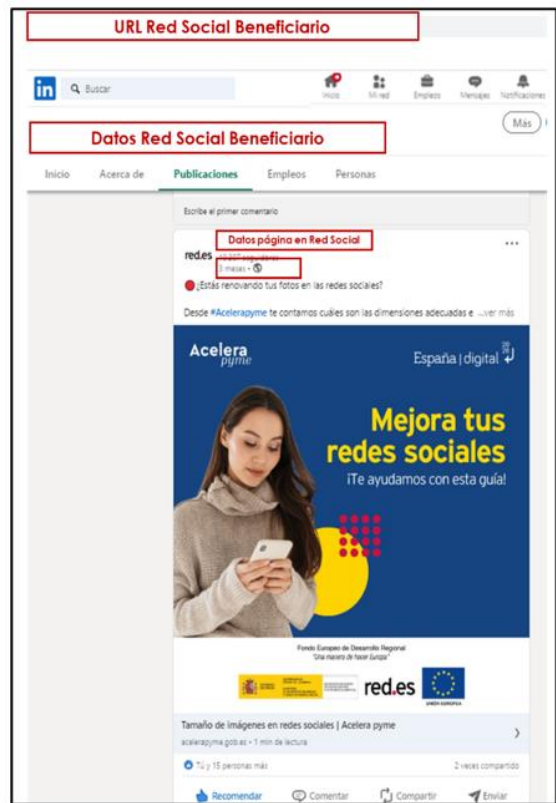 URL Red Social Beneficiario
in
Buscar
Inicio
Mi red
Empleos
Mensajes
Notificaciones
Más
Datos Red Social Beneficiario
Inicio Acerca de Publicaciones Empleos Personas
Escribe el primer comentario
Datos página en Red Social
red.es
3 meses •
¿Estás renovando tus fotos en las redes sociales?
Desde #Acelerapyme te contamos cuáles son las dimensiones adecuadas e ...ver más
Acelera
pyme
España | digital
Mejora tus
redes sociales
¡Te ayudamos con esta guía!
Fondo Europeo de Desarrollo Regional
"Una manera de hacer Europa"
red.es
UNIÓN EUROPEA
Tamaño de imágenes en redes sociales | Acelera pyme
acelerapyme.gob.es • 1 min de lectura
Tú y 15 personas más
2 veces compartido
Recomendar Comentar Compartir Enviar